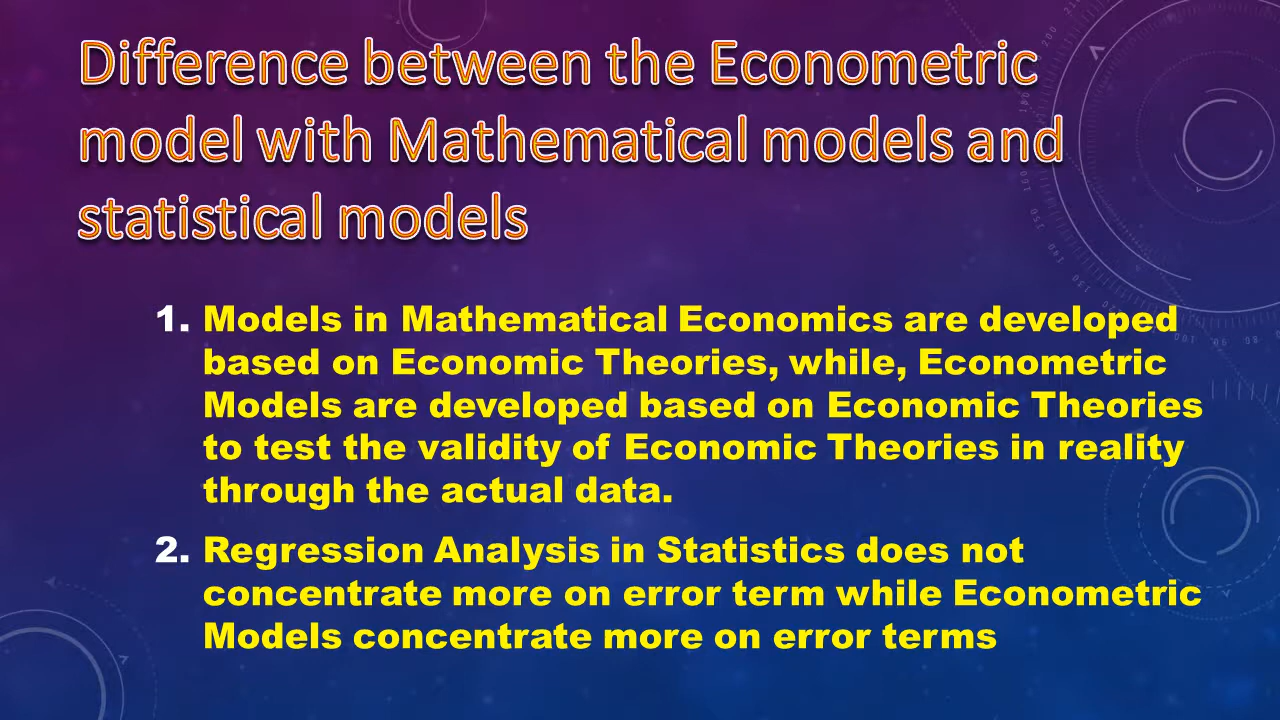 Difference between the Econometric
model with Mathematical models and
statistical models
1. Models in Mathematical Economics are developed
based on Economic Theories, while, Econometric
Models are developed based on Economic Theories
to test the validity of Economic Theories in reality
through the actual data.
2. Regression Analysis in Statistics does not
concentrate more on error term while Econometric
Models concentrate more on error terms